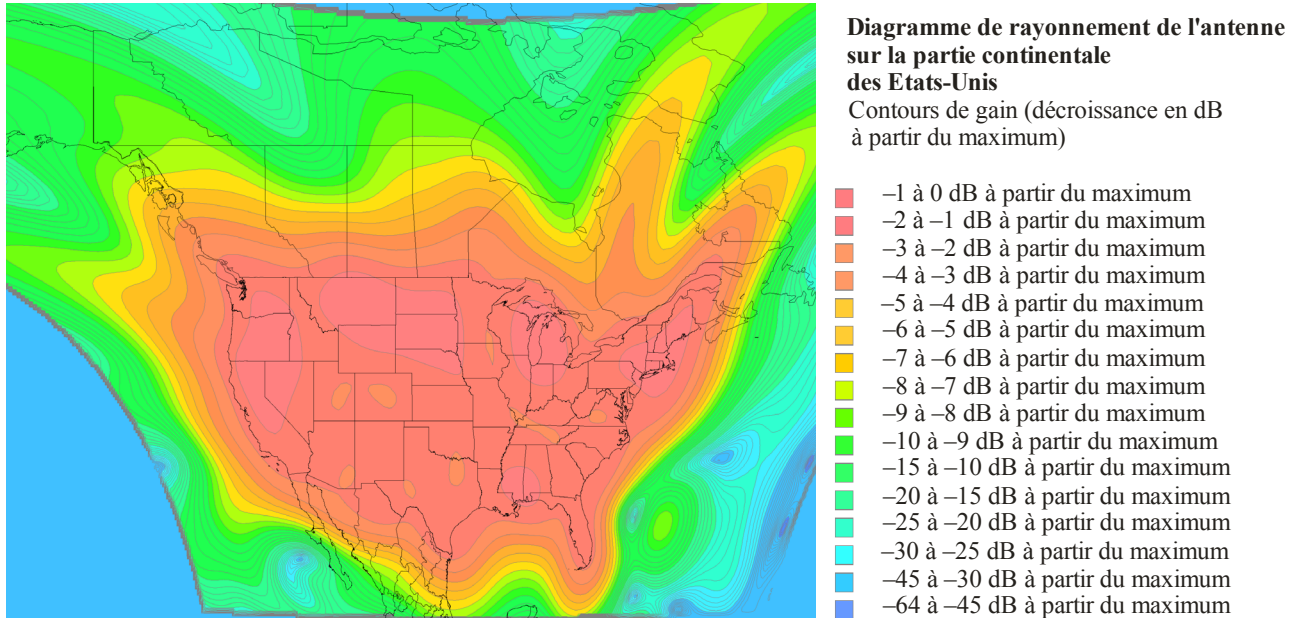 Diagramme de rayonnement de l'antenne
sur la partie continentale
des Etats-Unis
Contours de gain (décroissance en dB
à partir du maximum)
–1 à 0 dB à partir du maximum
–2 à –1 dB à partir du maximum
–3 à –2 dB à partir du maximum
–4 à –3 dB à partir du maximum
–5 à –4 dB à partir du maximum
–6 à –5 dB à partir du maximum
–7 à –6 dB à partir du maximum
–8 à –7 dB à partir du maximum
–9 à –8 dB à partir du maximum
–10 à –9 dB à partir du maximum
–15 à –10 dB à partir du maximum
–20 à –15 dB à partir du maximum
–25 à –20 dB à partir du maximum
–30 à –25 dB à partir du maximum
–45 à –30 dB à partir du maximum
–64 à –45 dB à partir du maximum